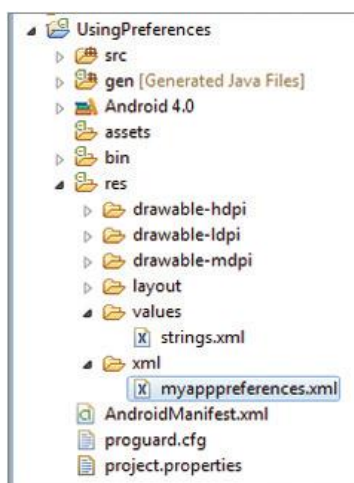 UsingPreferences
src
gen [Generated Java Files]
Android 4.0
assets
bin
res
drawable-hdpi
drawable-ldpi
drawable-mdpi
layout
values
strings.xml
xml
myapppreferences.xml
AndroidManifest.xml
proguard.cfg
project.properties